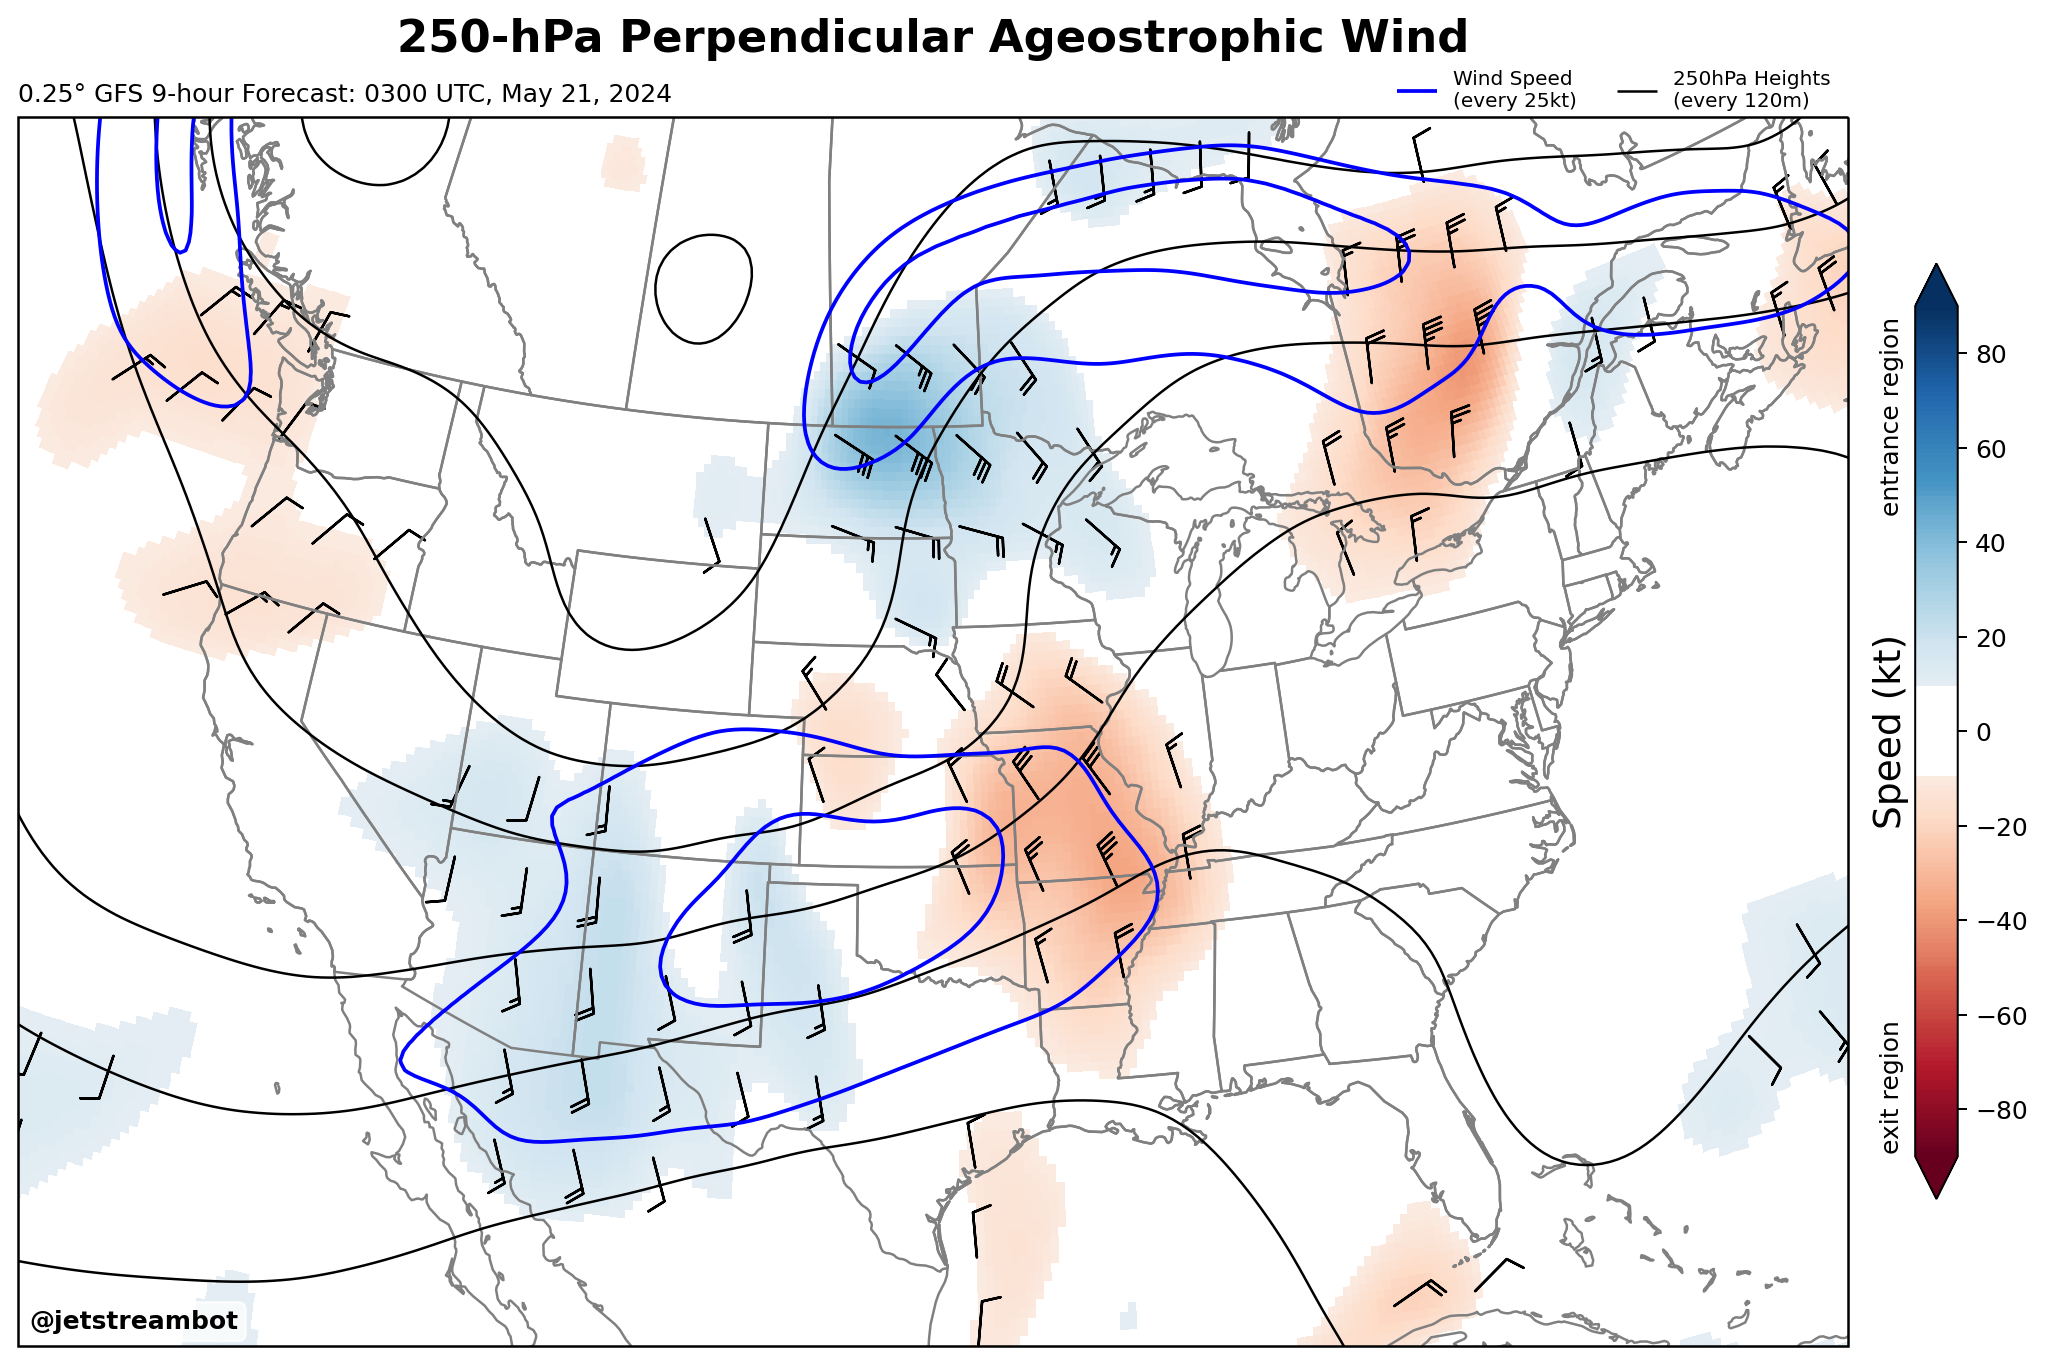 250-hPa Perpendicular Ageostrophic Wind
0.25° GFS 9-hour Forecast: 0300 UTC, May 21, 2024
Wind Speed
(every 25kt)
250hPa Heights
(every 120m)
entrance region
exit region
Speed (kt)
80
60
40
20
0
−20
−40
−60
−80
@jetstreambot